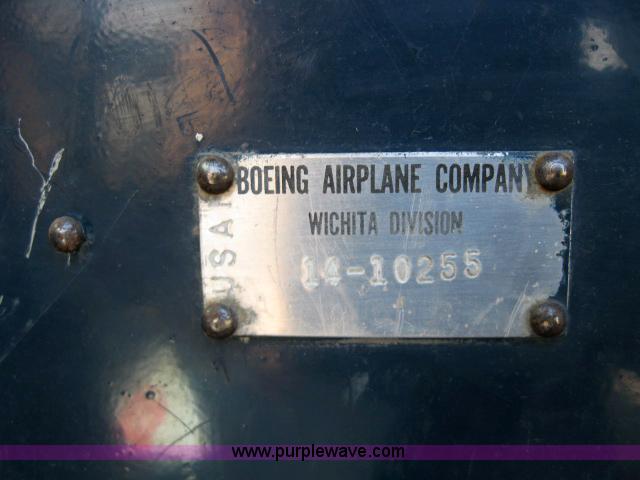 BOEING AIRPLANE COMPANY
WICHITA DIVISION
14-10255
USAF
www.purplewave.com